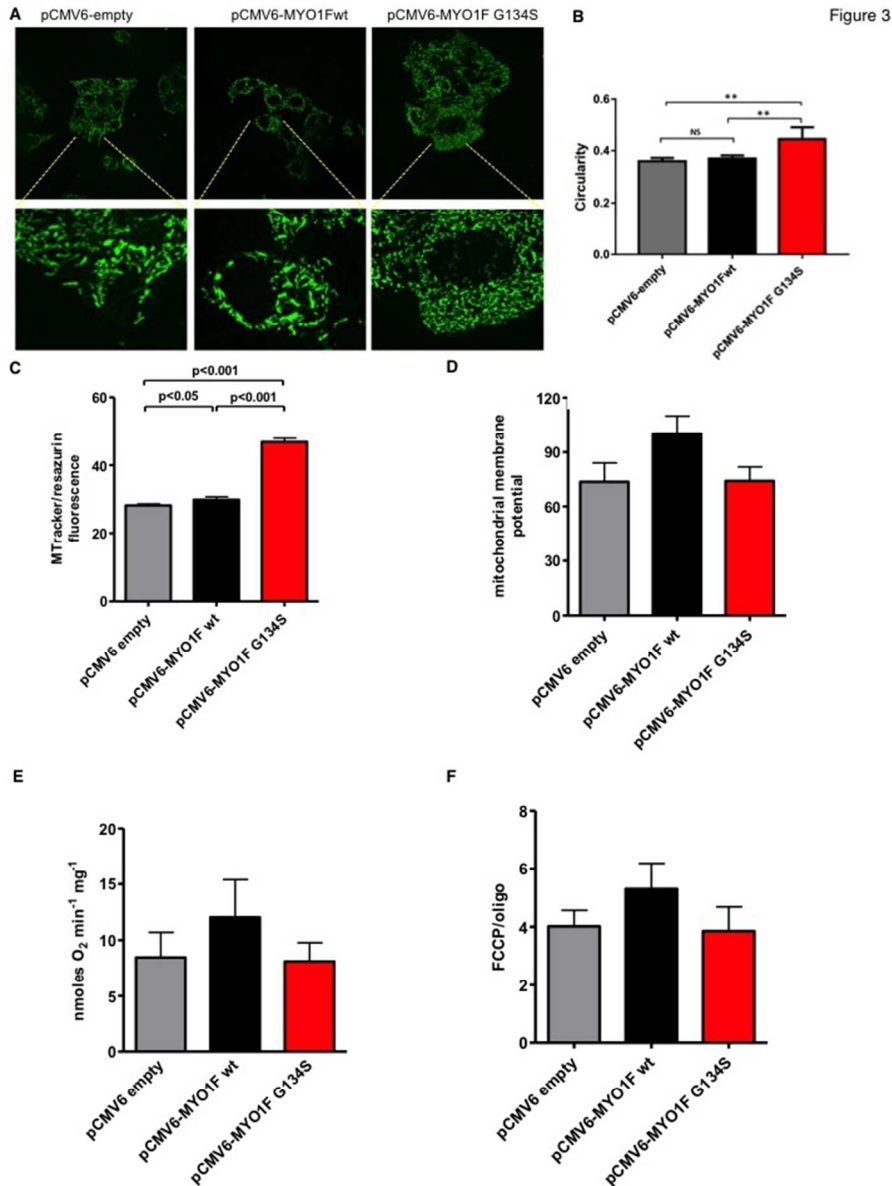 Figure 3
A
pCMV6-empty
pCMV6-MYO1Fwt
pCMV6-MYO1F G134S
B
Circularity
0.6
0.4
0.2
0.0
**
**
NS
pCMV6-empty
pCMV6-MYO1Fwt
pCMV6-MYO1F G134S
C
MTracker/resazurin
fluorescence
60
40
20
0
p<0.001
p<0.05
p<0.001
pCMV6 empty
pCMV6-MYO1F wt
pCMV6-MYO1F G134S
D
mitochondrial membrane
potential
120
90
60
30
0
pCMV6 empty
pCMV6-MYO1F wt
pCMV6-MYO1F G134S
E
nmoles O₂ min⁻¹ mg⁻¹
20
15
10
5
0
pCMV6 empty
pCMV6-MYO1F wt
pCMV6-MYO1F G134S
F
FCCP/oligo
8
6
4
2
0
pCMV6 empty
pCMV6-MYO1F wt
pCMV6-MYO1F G134S